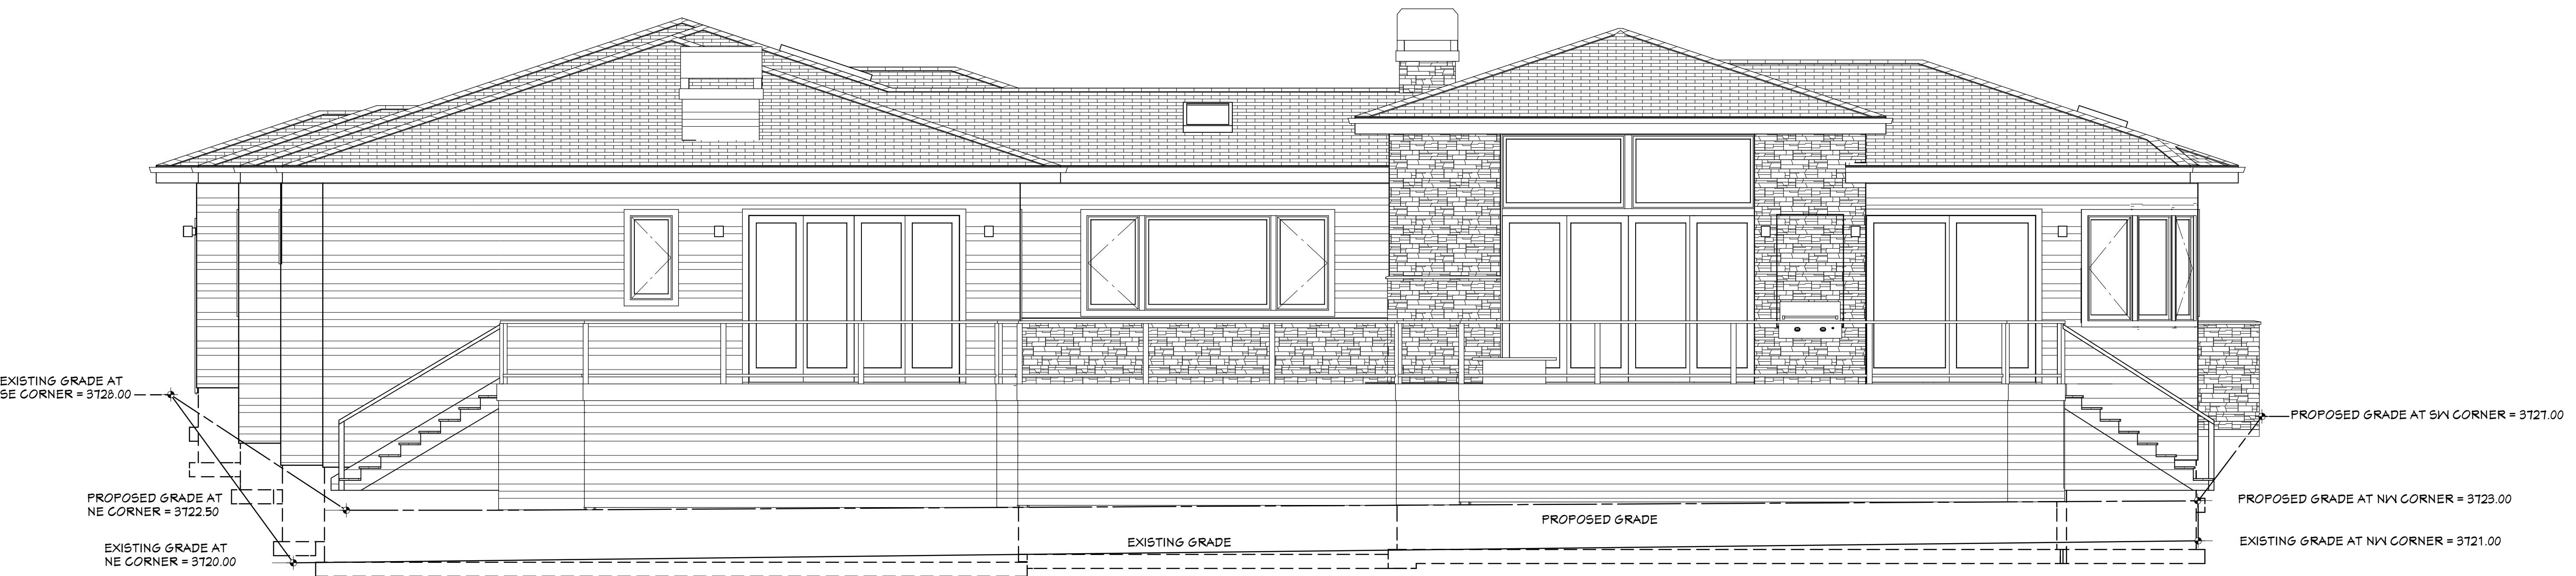 EXISTING GRADE AT
SE CORNER = 3728.00
PROPOSED GRADE AT SW CORNER = 3727.00
PROPOSED GRADE AT
NE CORNER = 3722.50
PROPOSED GRADE AT NW CORNER = 3723.00
PROPOSED GRADE
EXISTING GRADE
EXISTING GRADE AT NW CORNER = 3721.00
EXISTING GRADE AT
NE CORNER = 3720.00